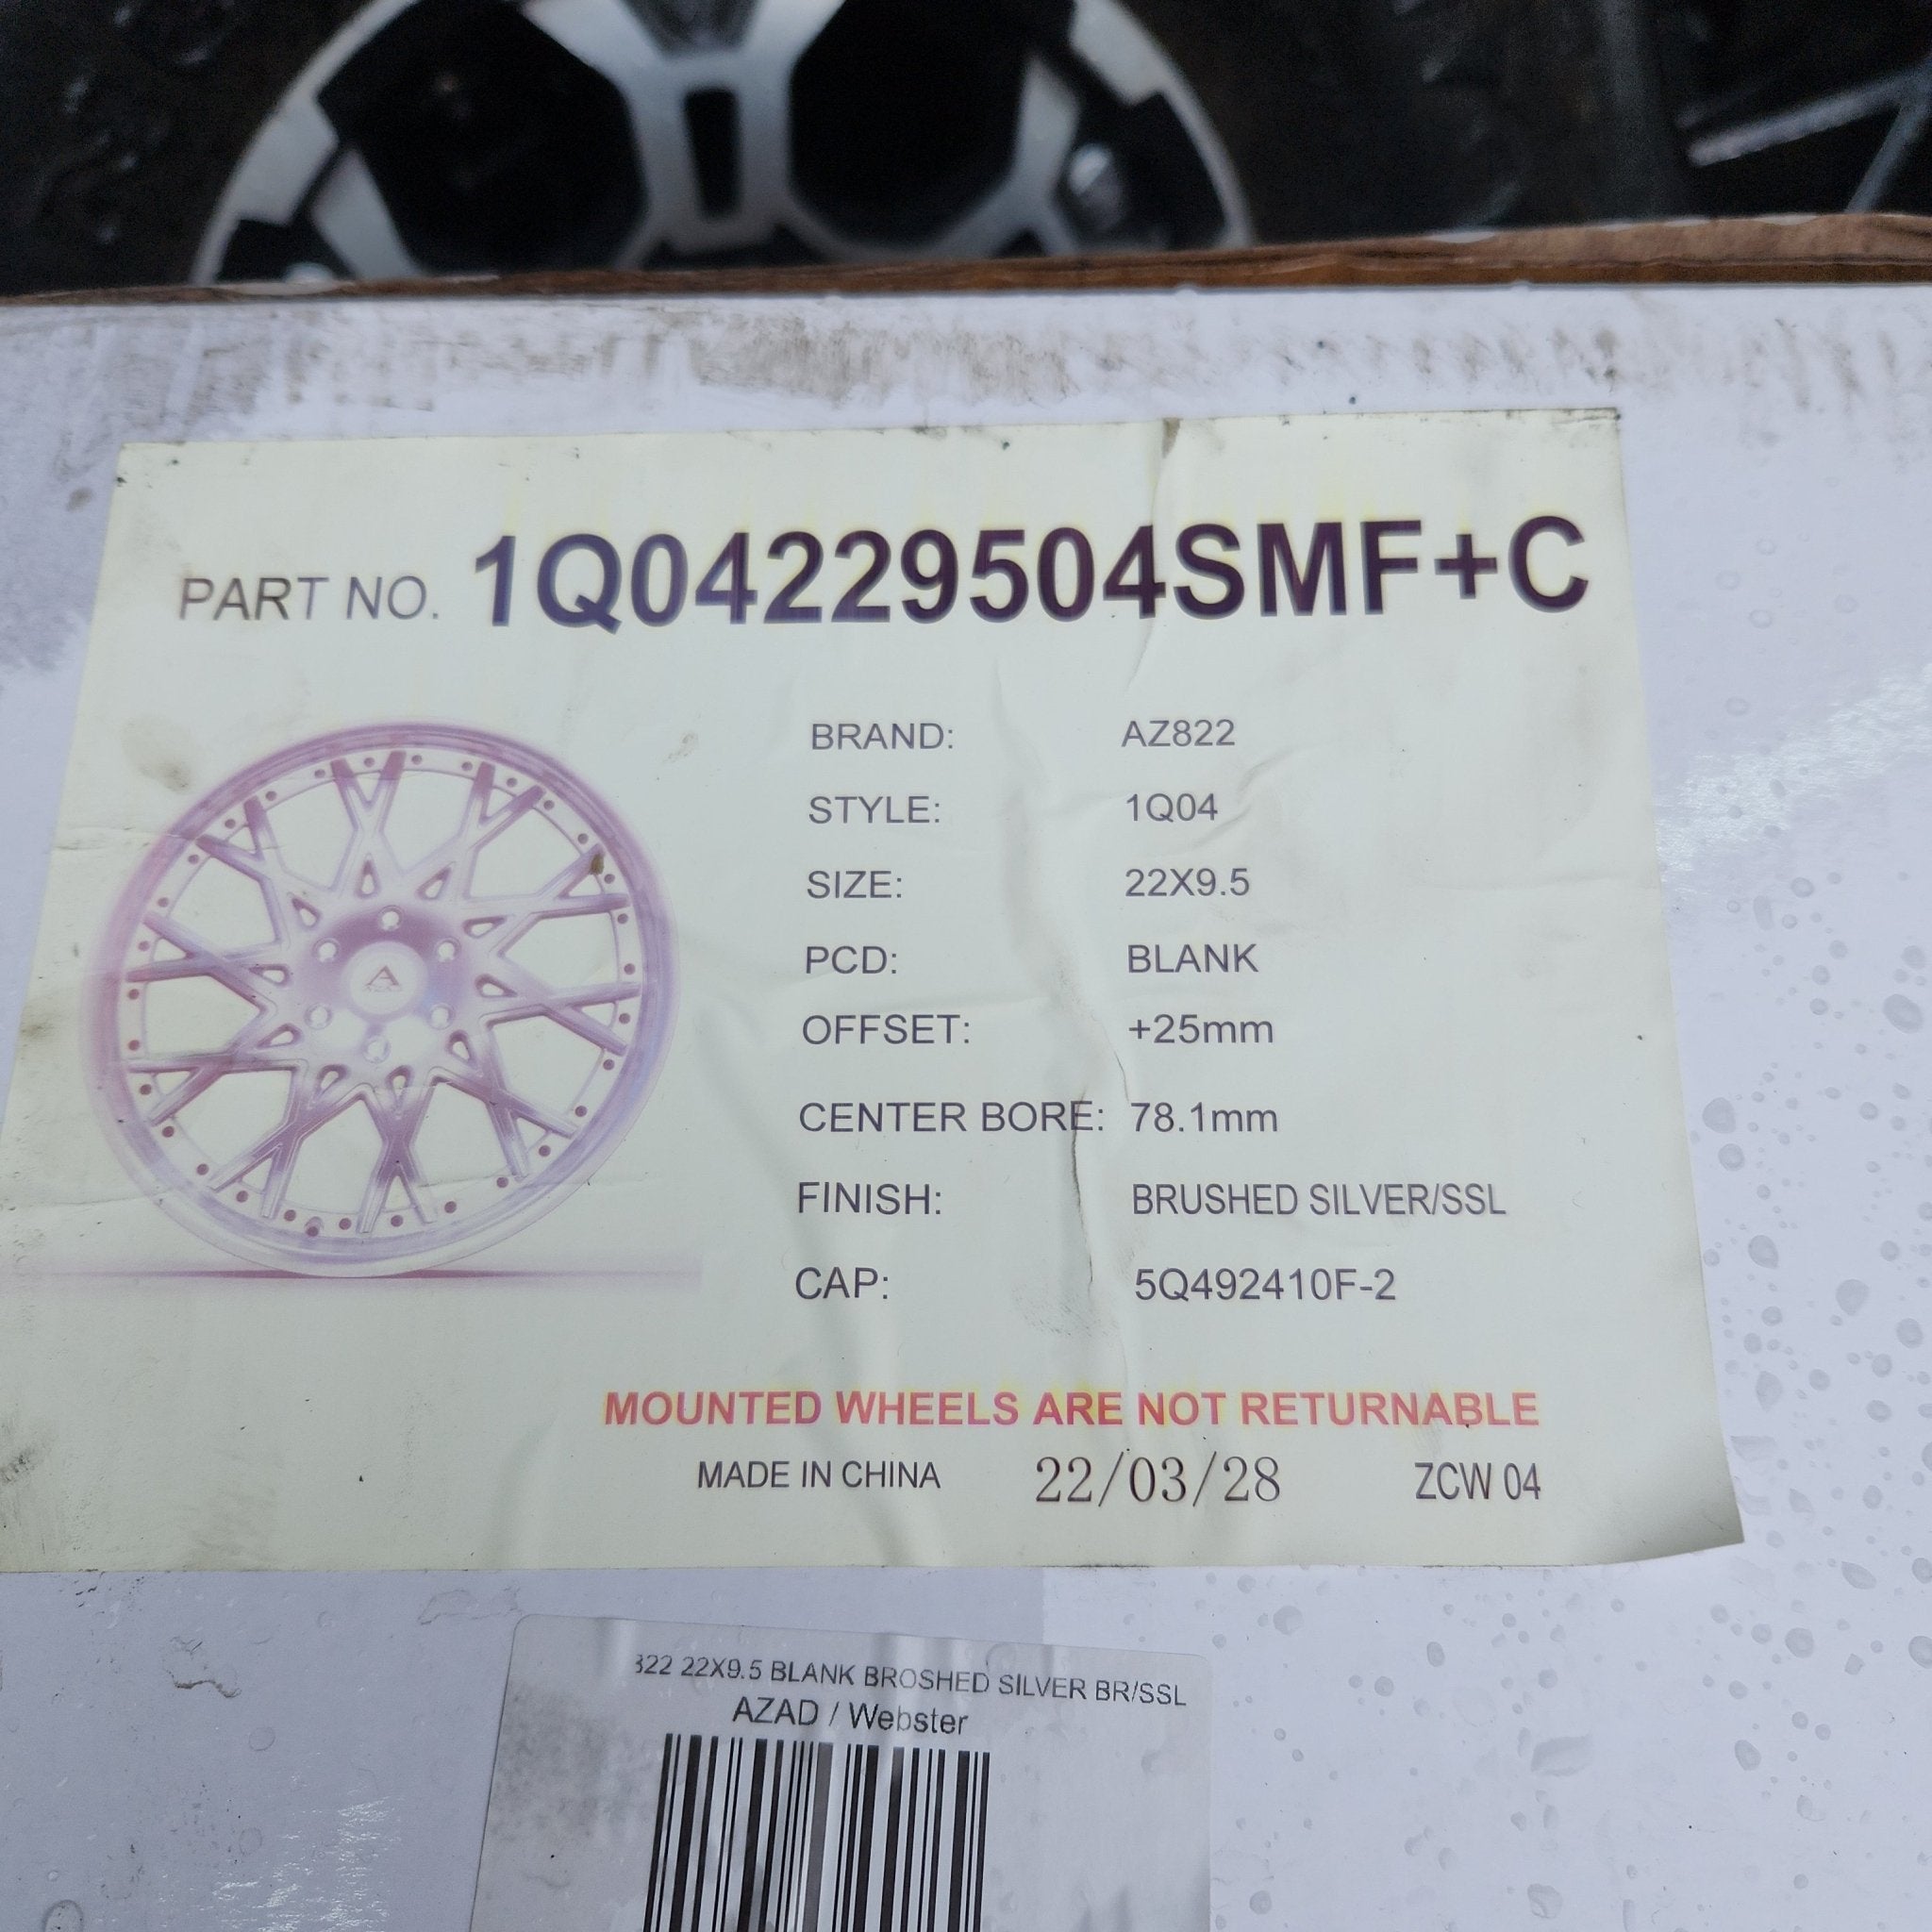 PART NO. 1Q04229504SMF+C
BRAND: AZ822
STYLE: 1Q04
SIZE: 22X9.5
PCD: BLANK
OFFSET: +25mm
CENTER BORE: 78.1mm
FINISH: BRUSHED SILVER/SSL
CAP: 5Q492410F-2
A
MOUNTED WHEELS ARE NOT RETURNABLE
MADE IN CHINA 22/03/28 ZCW 04
22X9.5 BLANK BROSHED SILVER BR/SSL
AZAD / Webster